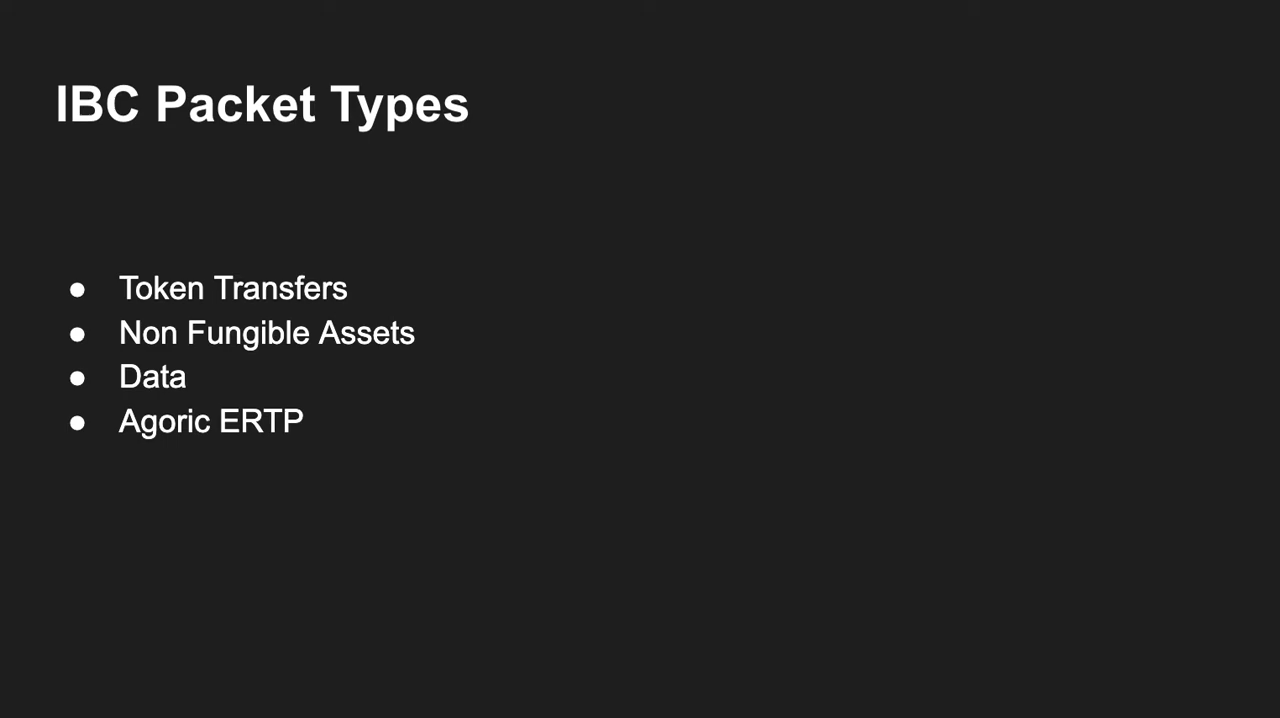 IBC Packet Types
● Token Transfers
● Non Fungible Assets
● Data
● Agoric ERTP